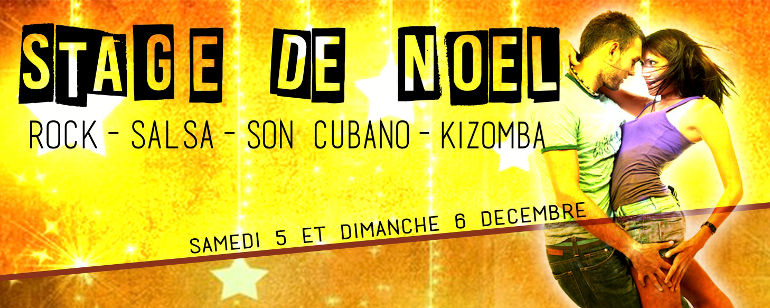 STAGE DE NOEL
ROCK - SALSA - SON CUBANO - KIZOMBA
SAMEDI 5 ET DIMANCHE 6 DECEMBRE